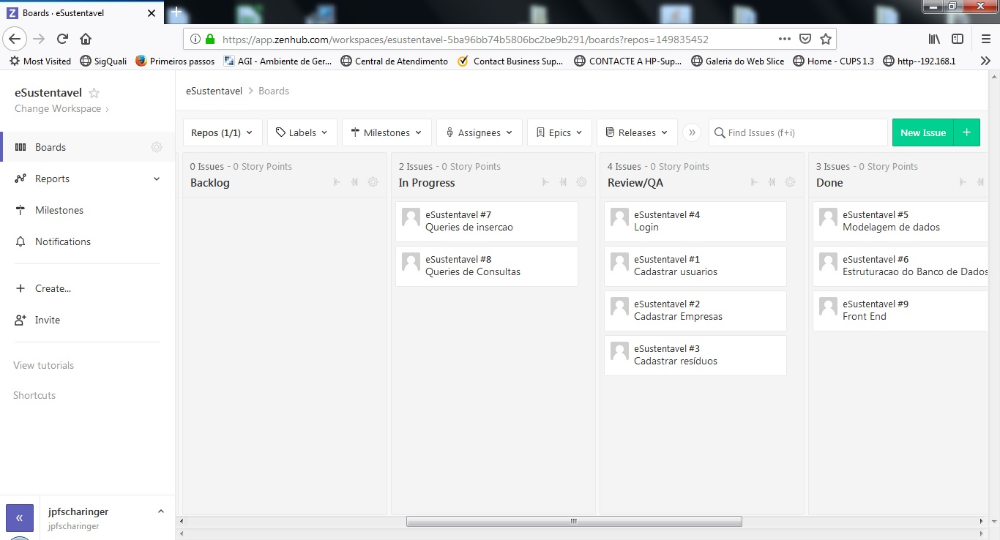 Boards · eSustentavel
https://app.zenhub.com/workspaces/esustentavel-5ba96bb74b5806bc2be9b291/boards?repos=149835452
Most Visited SigQuali Primeiros passos AGI - Ambiente de Ger... Central de Atendimento Contact Business Sup... CONTACTE A HP-Sup... Galeria do Web Slice Home - CUPS 1.3 http--192.168.1
eSustentavel
Change Workspace
Boards
Reports
Milestones
Notifications
Create...
Invite
View tutorials
Shortcuts
jpfscharinger
jpfscharinger
eSustentavel > Boards
Repos (1/1) Labels Milestones Assignees Epics Releases Find Issues (f+i) New Issue +
0 Issues - 0 Story Points
Backlog
2 Issues - 0 Story Points
In Progress
eSustentavel #7
Queries de insercao
eSustentavel #8
Queries de Consultas
4 Issues - 0 Story Points
Review/QA
eSustentavel #4
Login
eSustentavel #1
Cadastrar usuarios
eSustentavel #2
Cadastrar Empresas
eSustentavel #3
Cadastrar resíduos
3 Issues - 0 Story Points
Done
eSustentavel #5
Modelagem de dados
eSustentavel #6
Estruturacao do Banco de Dados
eSustentavel #9
Front End